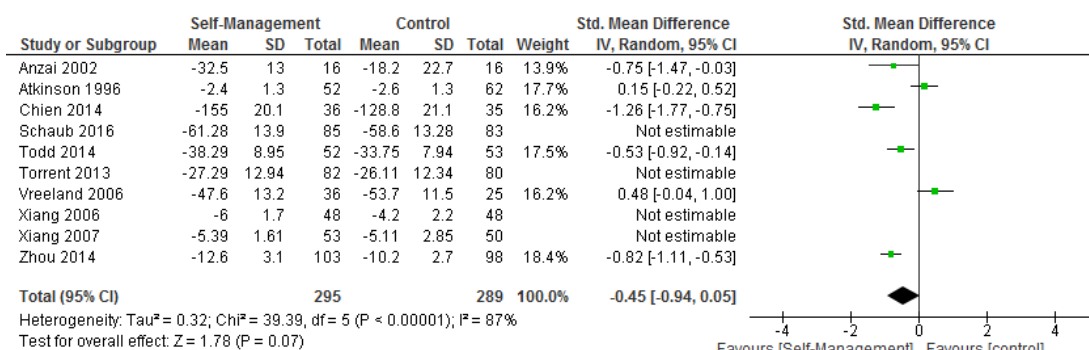 Self-Management Control Std. Mean Difference Std. Mean Difference
Study or Subgroup Mean SD Total Mean SD Total Weight IV, Random, 95% CI IV, Random, 95% CI
Anzai 2002 -32.5 13 16 -18.2 22.7 16 13.9% -0.75 [-1.47, -0.03]
Atkinson 1996 -2.4 1.3 52 -2.6 1.3 62 17.7% 0.15 [-0.22, 0.52]
Chien 2014 -155 20.1 36 -128.8 21.1 35 16.2% -1.26 [-1.77, -0.75]
Schaub 2016 -61.28 13.9 85 -58.6 13.28 83 Not estimable
Todd 2014 -38.29 8.95 52 -33.75 7.94 53 17.5% -0.53 [-0.92, -0.14]
Torrent 2013 -27.29 12.94 82 -26.11 12.34 80 Not estimable
Vreeland 2006 -47.6 13.2 36 -53.7 11.5 25 16.2% 0.48 [-0.04, 1.00]
Xiang 2006 -6 1.7 48 -4.2 2.2 48 Not estimable
Xiang 2007 -5.39 1.61 53 -5.11 2.85 50 Not estimable
Zhou 2014 -12.6 3.1 103 -10.2 2.7 98 18.4% -0.82 [-1.11, -0.53]
Total (95% CI) 295 289 100.0% -0.45 [-0.94, 0.05]
Heterogeneity: Tau² = 0.32; Chi² = 39.39, df = 5 (P < 0.00001); I² = 87%
Test for overall effect: Z = 1.78 (P = 0.07)
-4 -2 0 2 4
Favours [Self-Management] Favours [control]